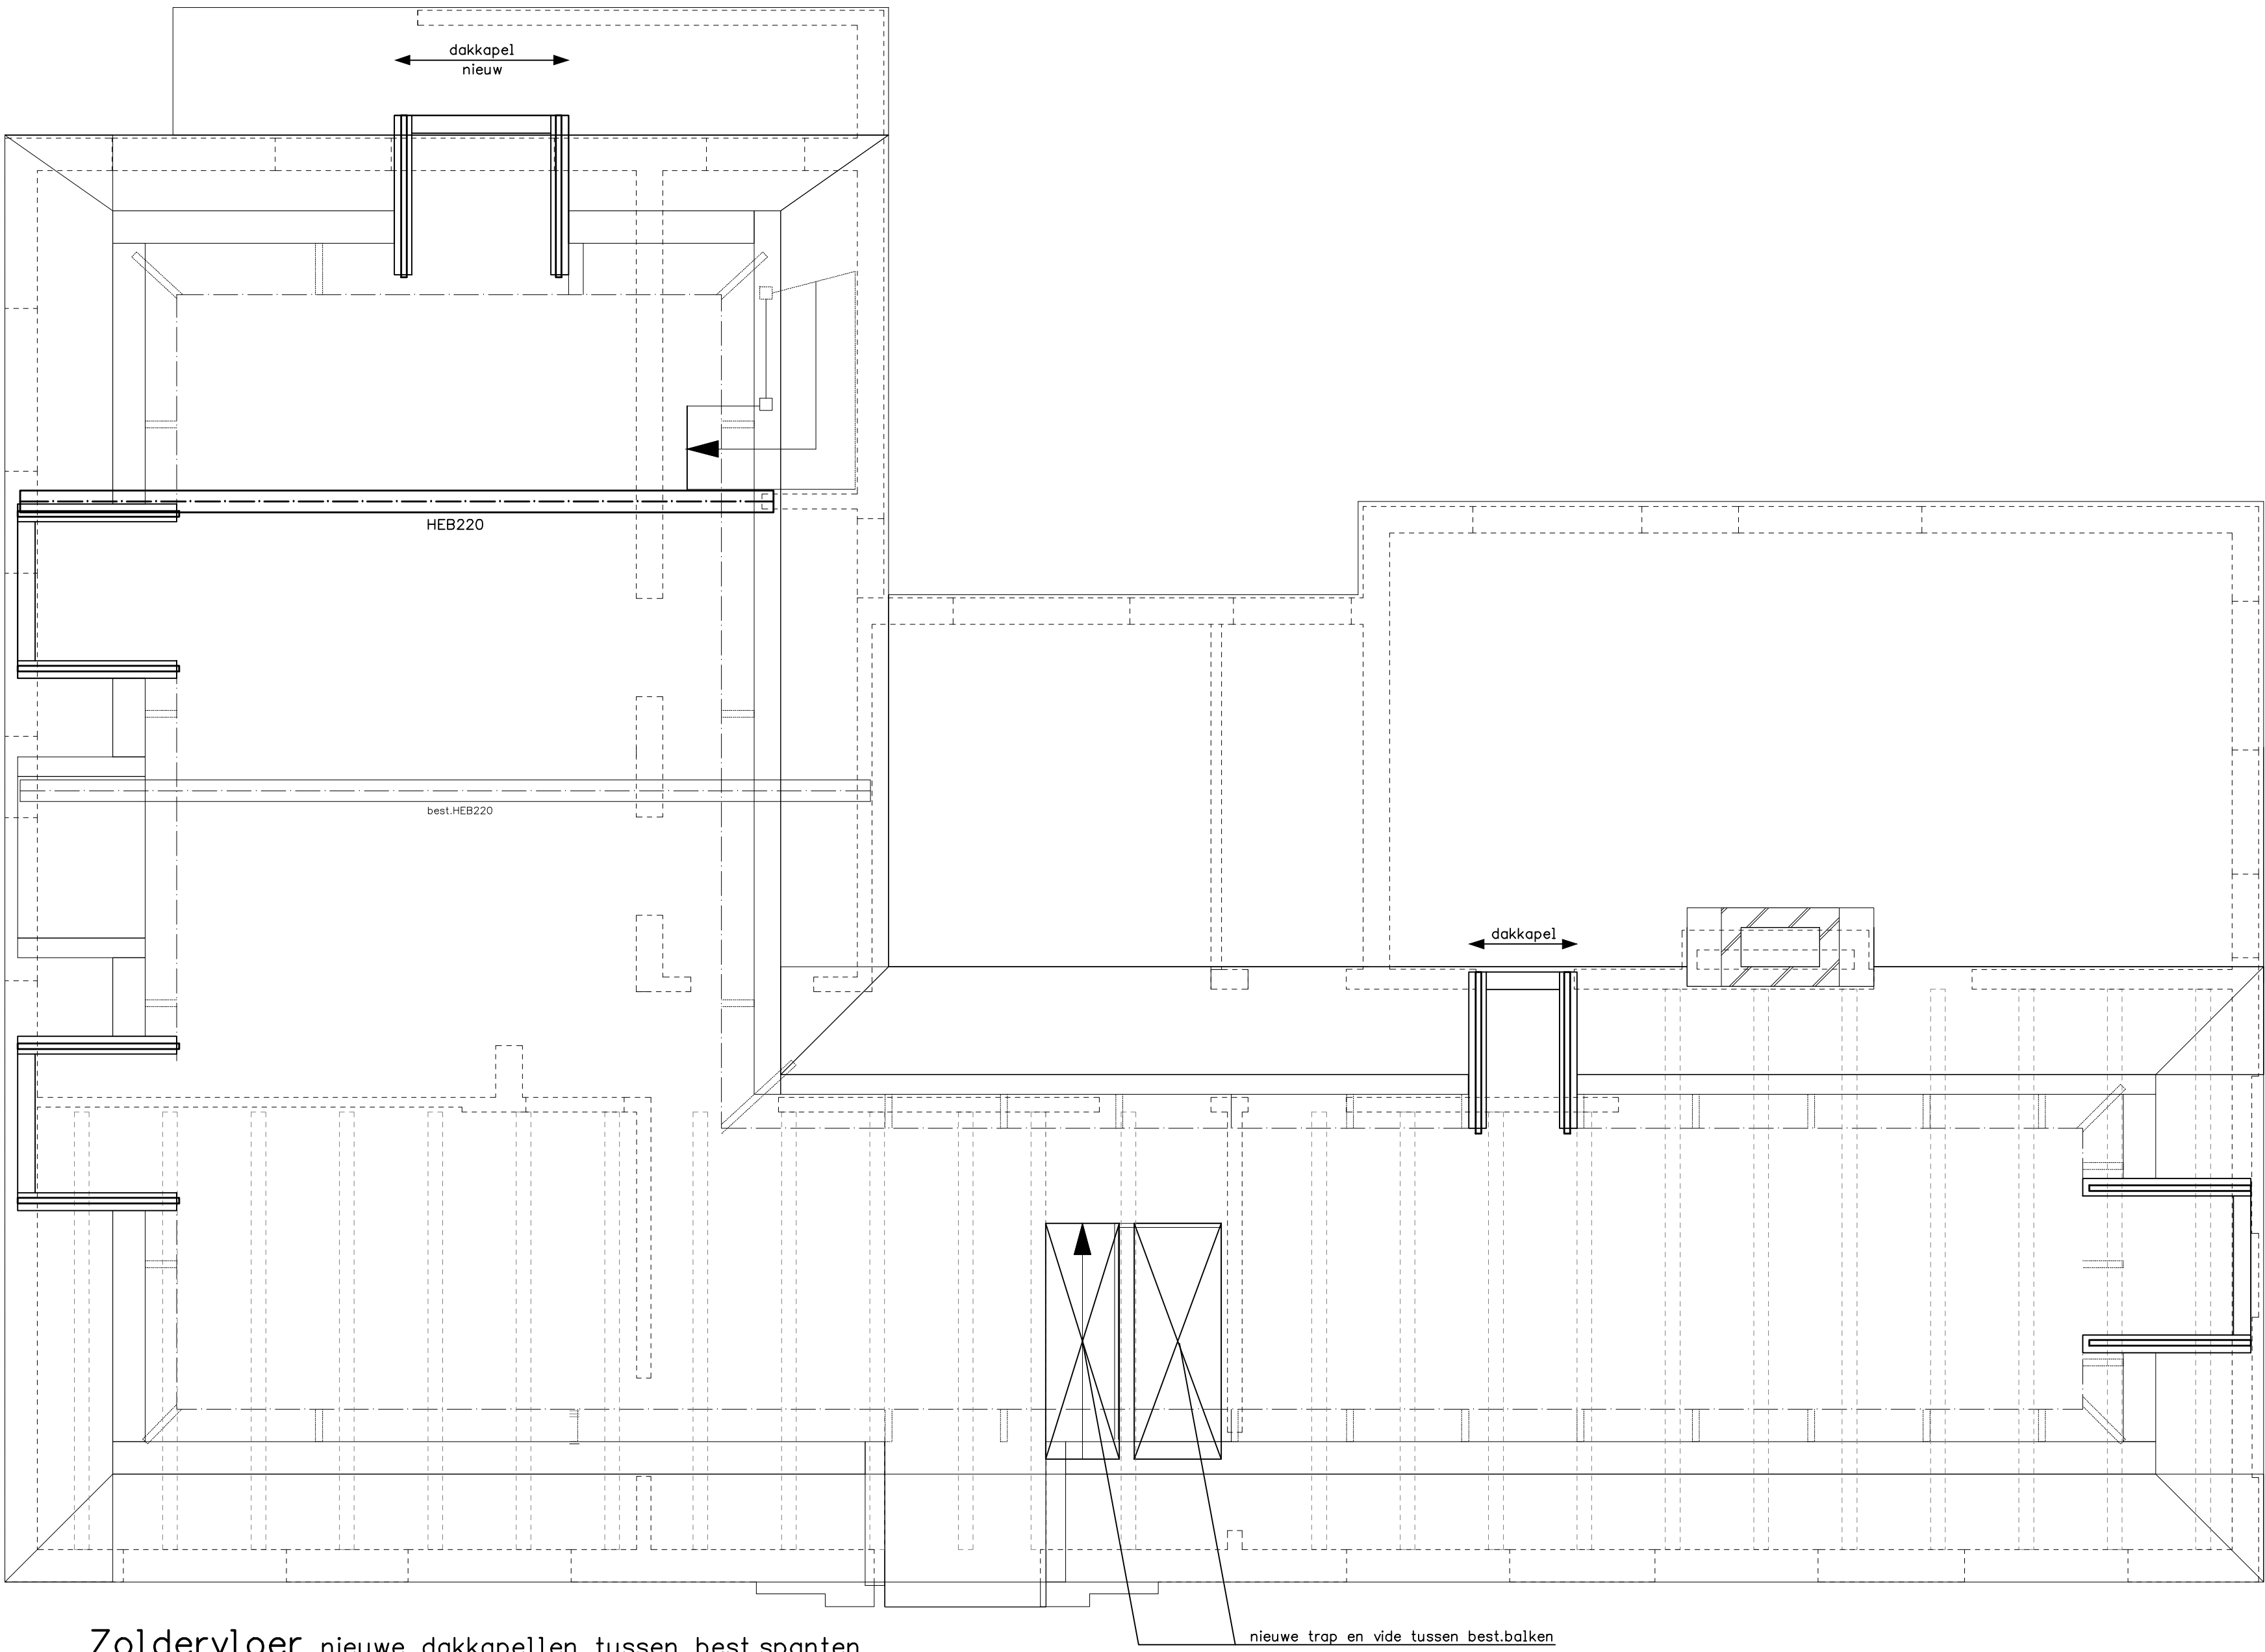 dakkapel
nieuw
HEB220
best.HEB220
dakkapel
nieuwe trap en vide tussen best.balken
Zoldervloer nieuwe dakkapellen tussen best.spanten